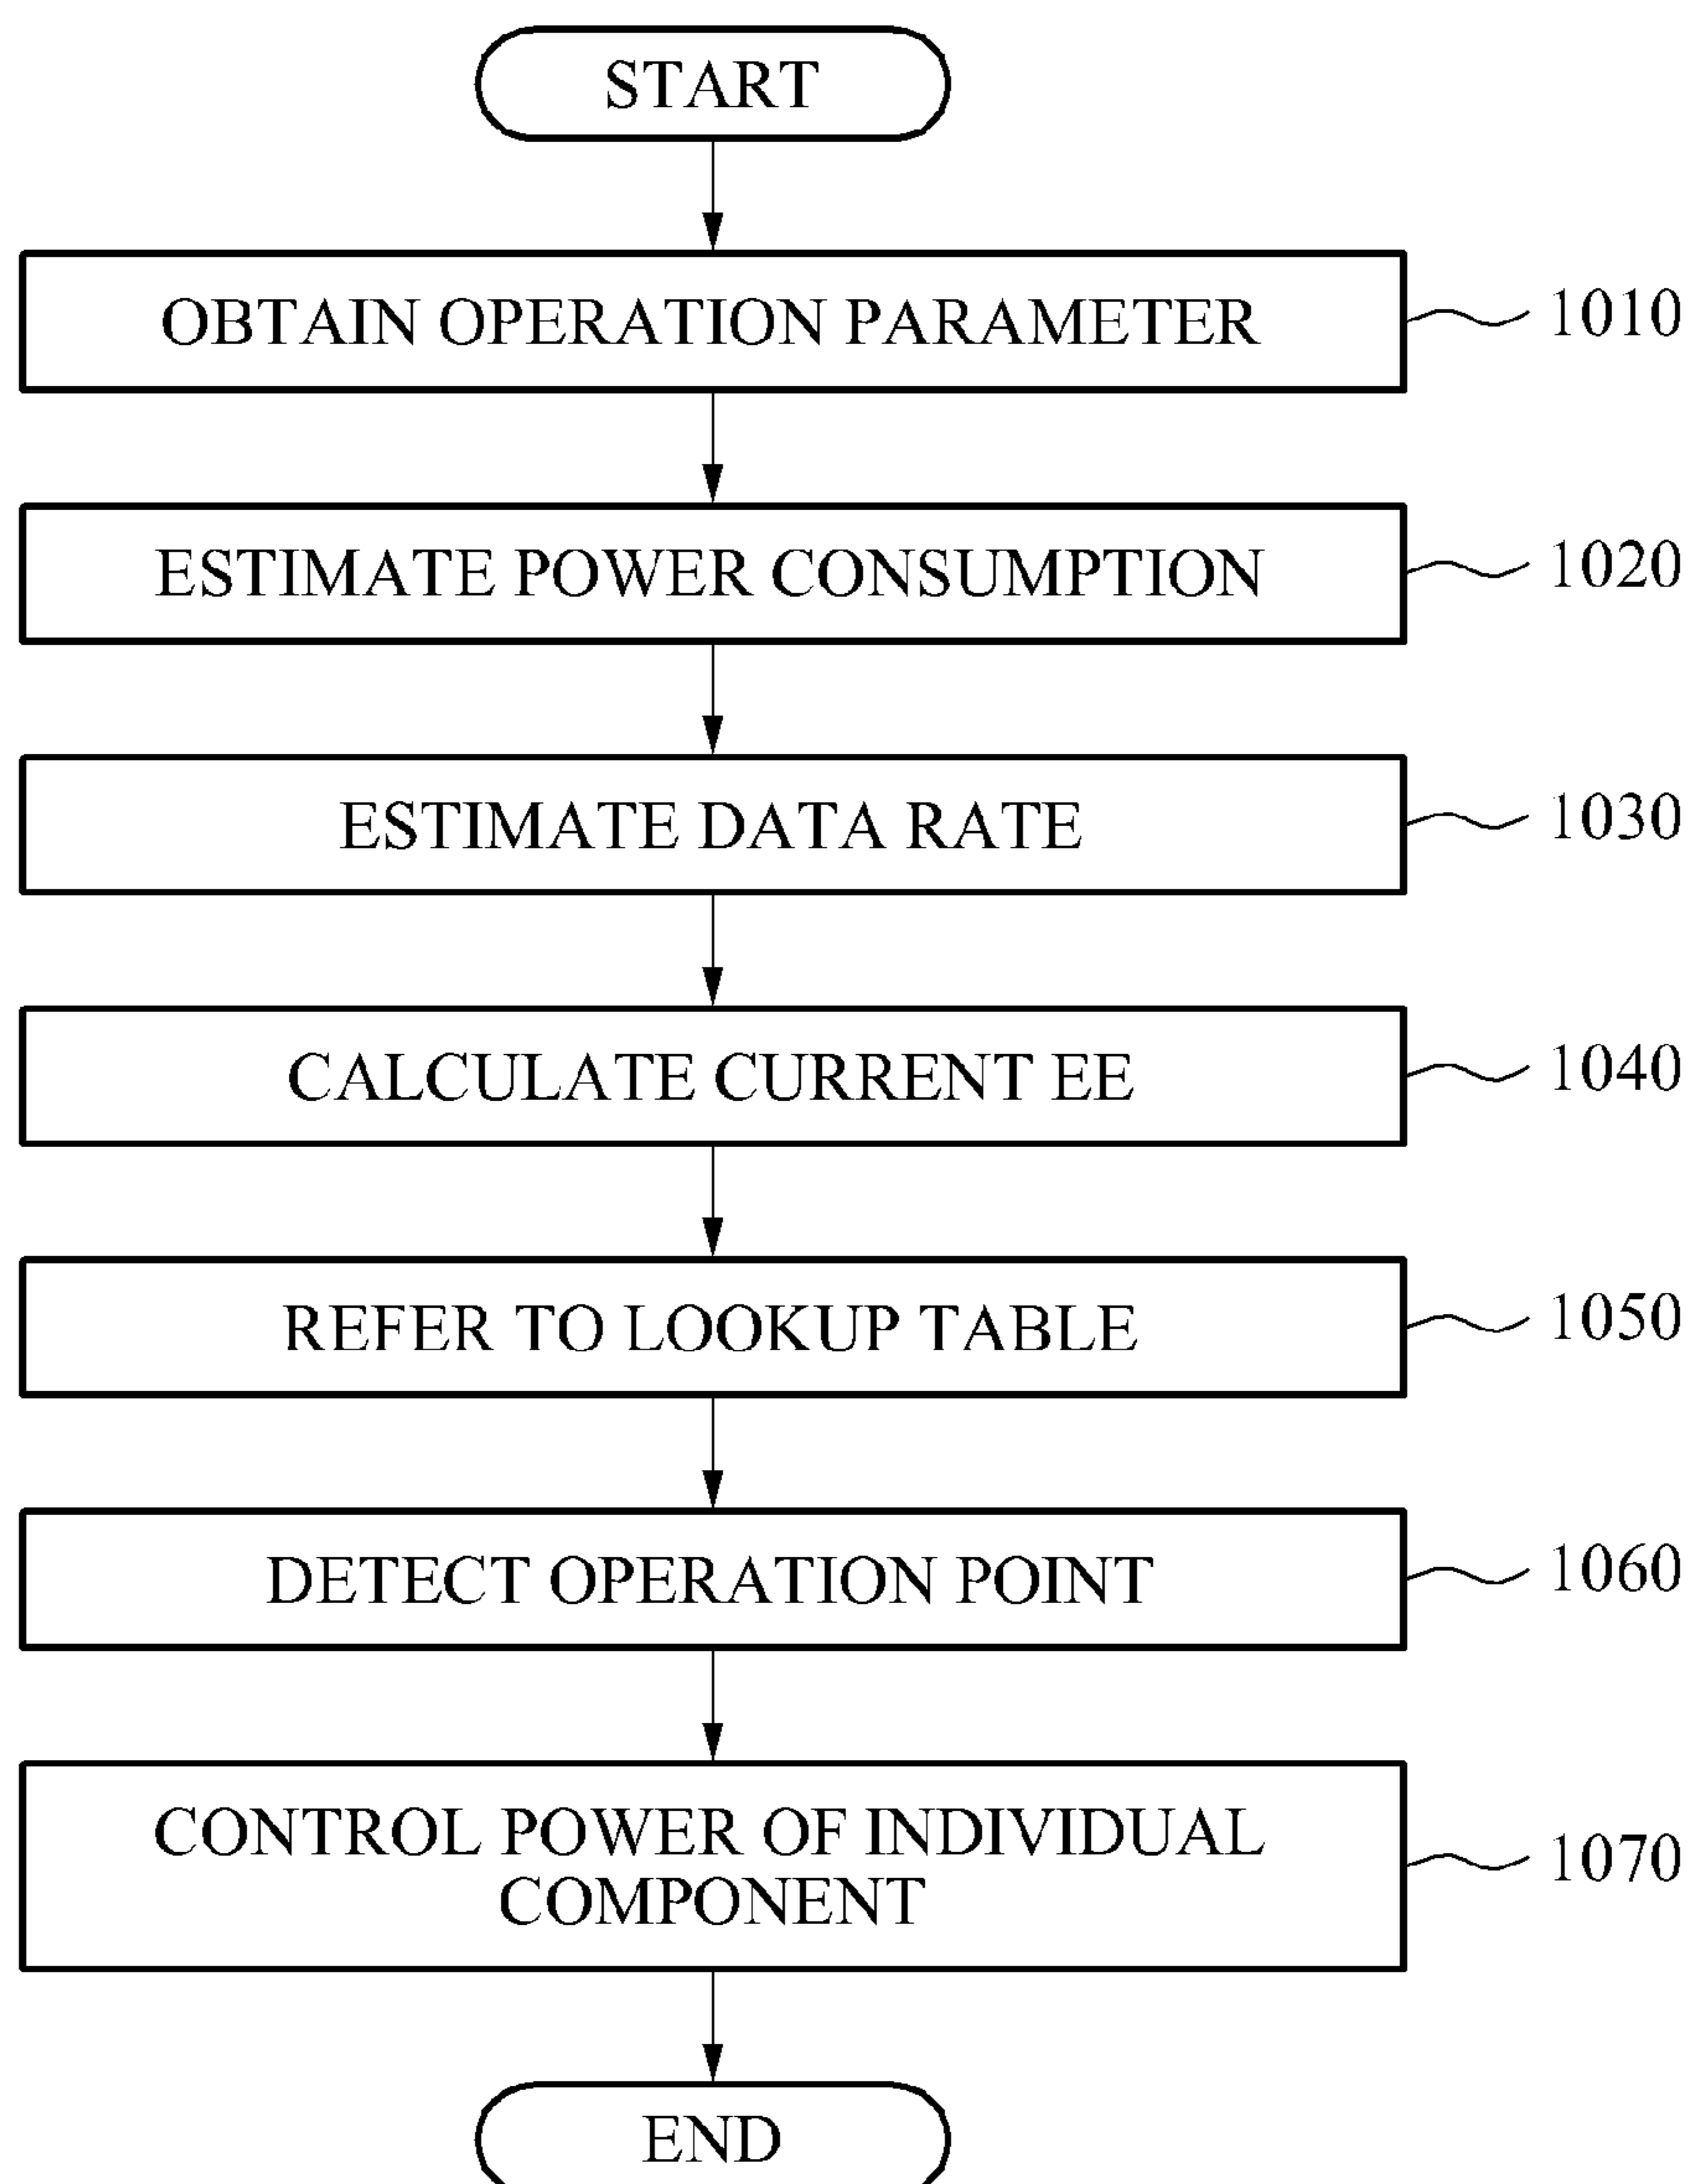 START
OBTAIN OPERATION PARAMETER
1010
ESTIMATE POWER CONSUMPTION
1020
ESTIMATE DATA RATE
1030
CALCULATE CURRENT EE
1040
REFER TO LOOKUP TABLE
1050
DETECT OPERATION POINT
1060
CONTROL POWER OF INDIVIDUAL
COMPONENT
1070
END